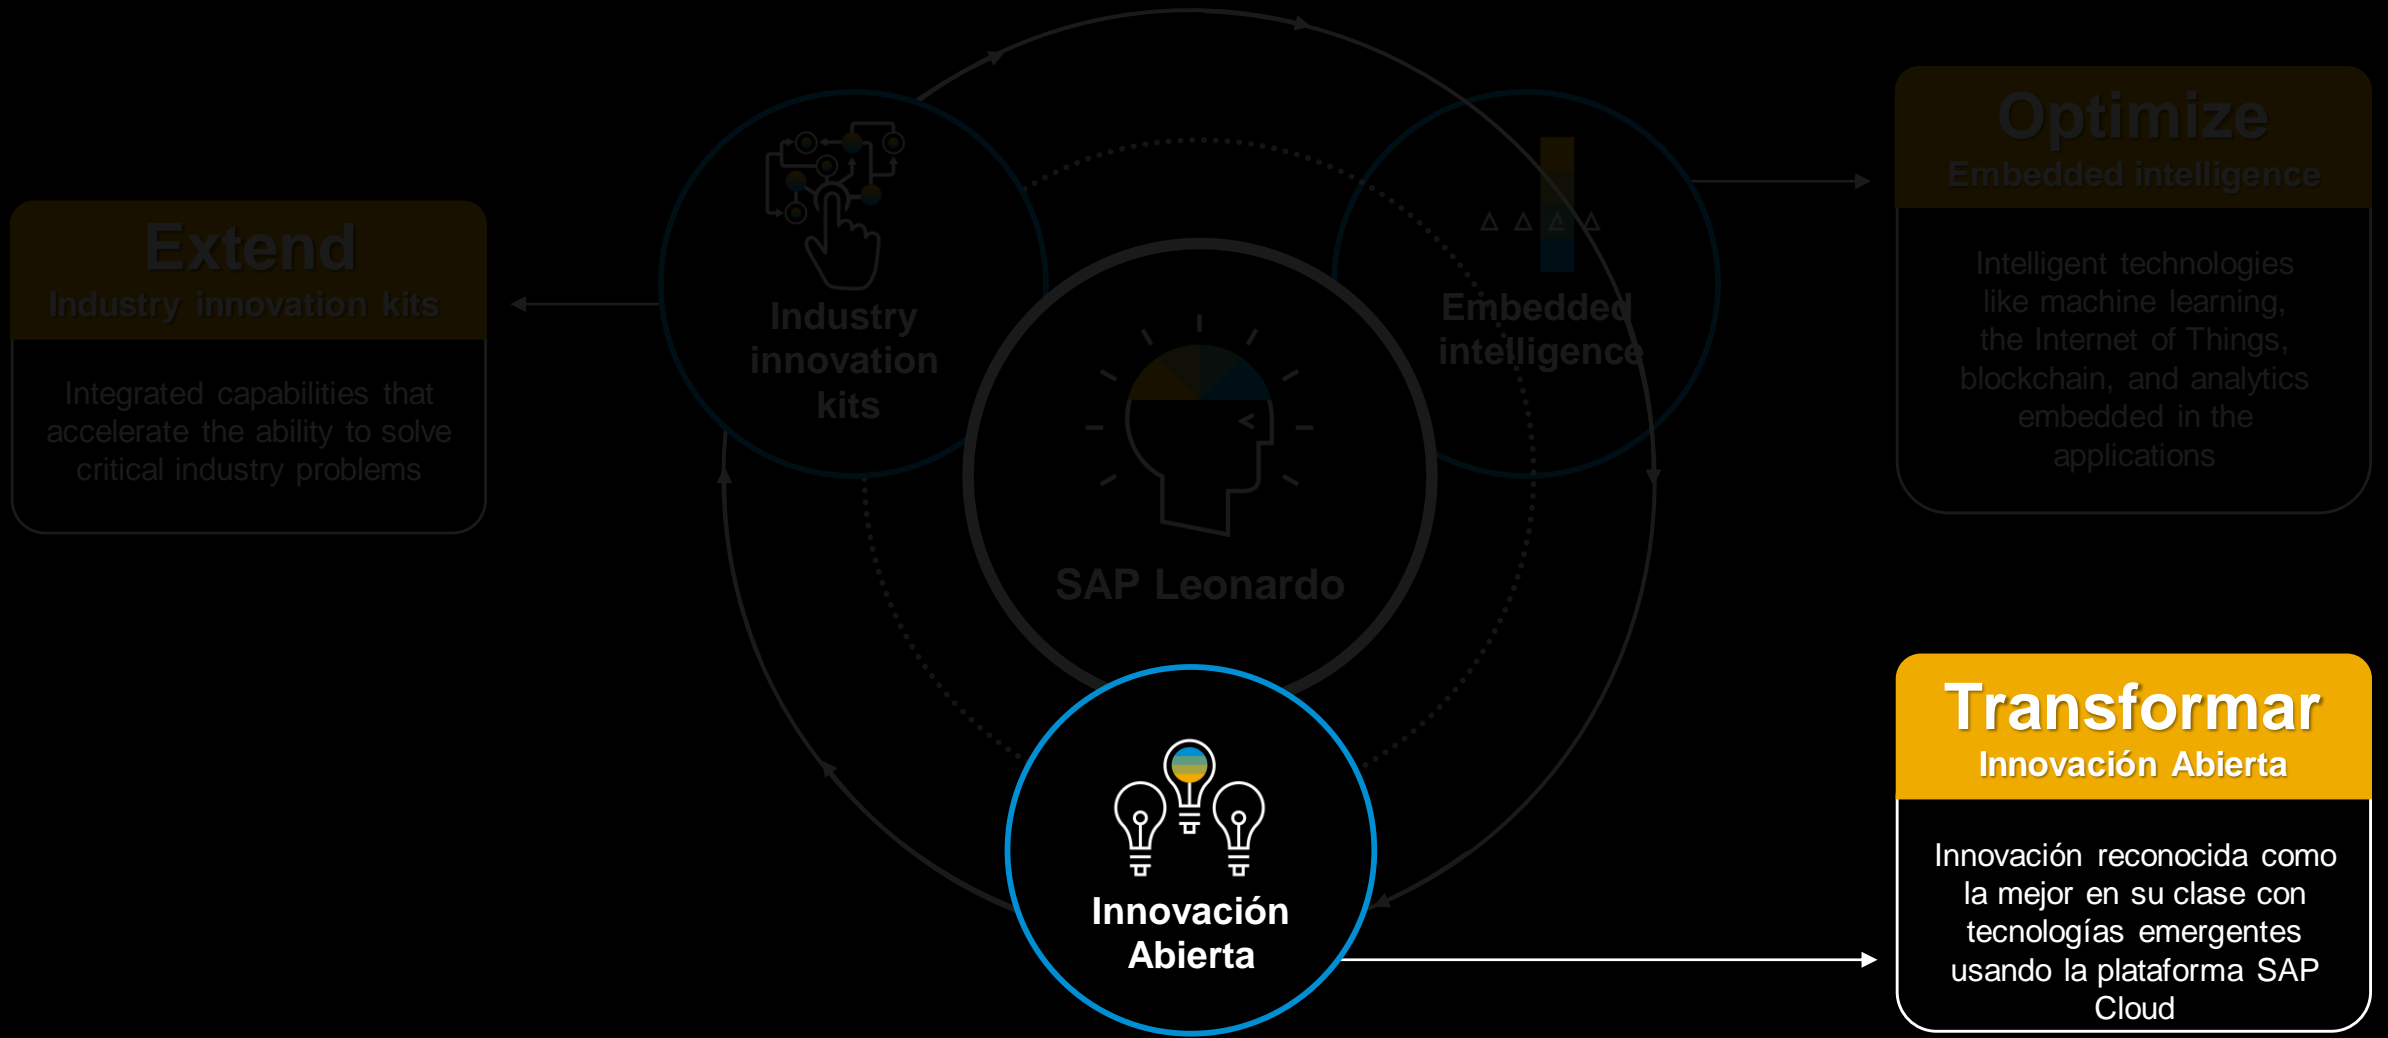 Extend
Industry innovation kits
Integrated capabilities that
accelerate the ability to solve
critical industry problems
Industry
innovation
kits
Embedded
intelligence
Optimize
Embedded intelligence
Intelligent technologies
like machine learning,
the Internet of Things,
blockchain, and analytics
embedded in the
applications
SAP Leonardo
Innovación
Abierta
Transformar
Innovación Abierta
Innovación reconocida como
la mejor en su clase con
tecnologías emergentes
usando la plataforma SAP
Cloud